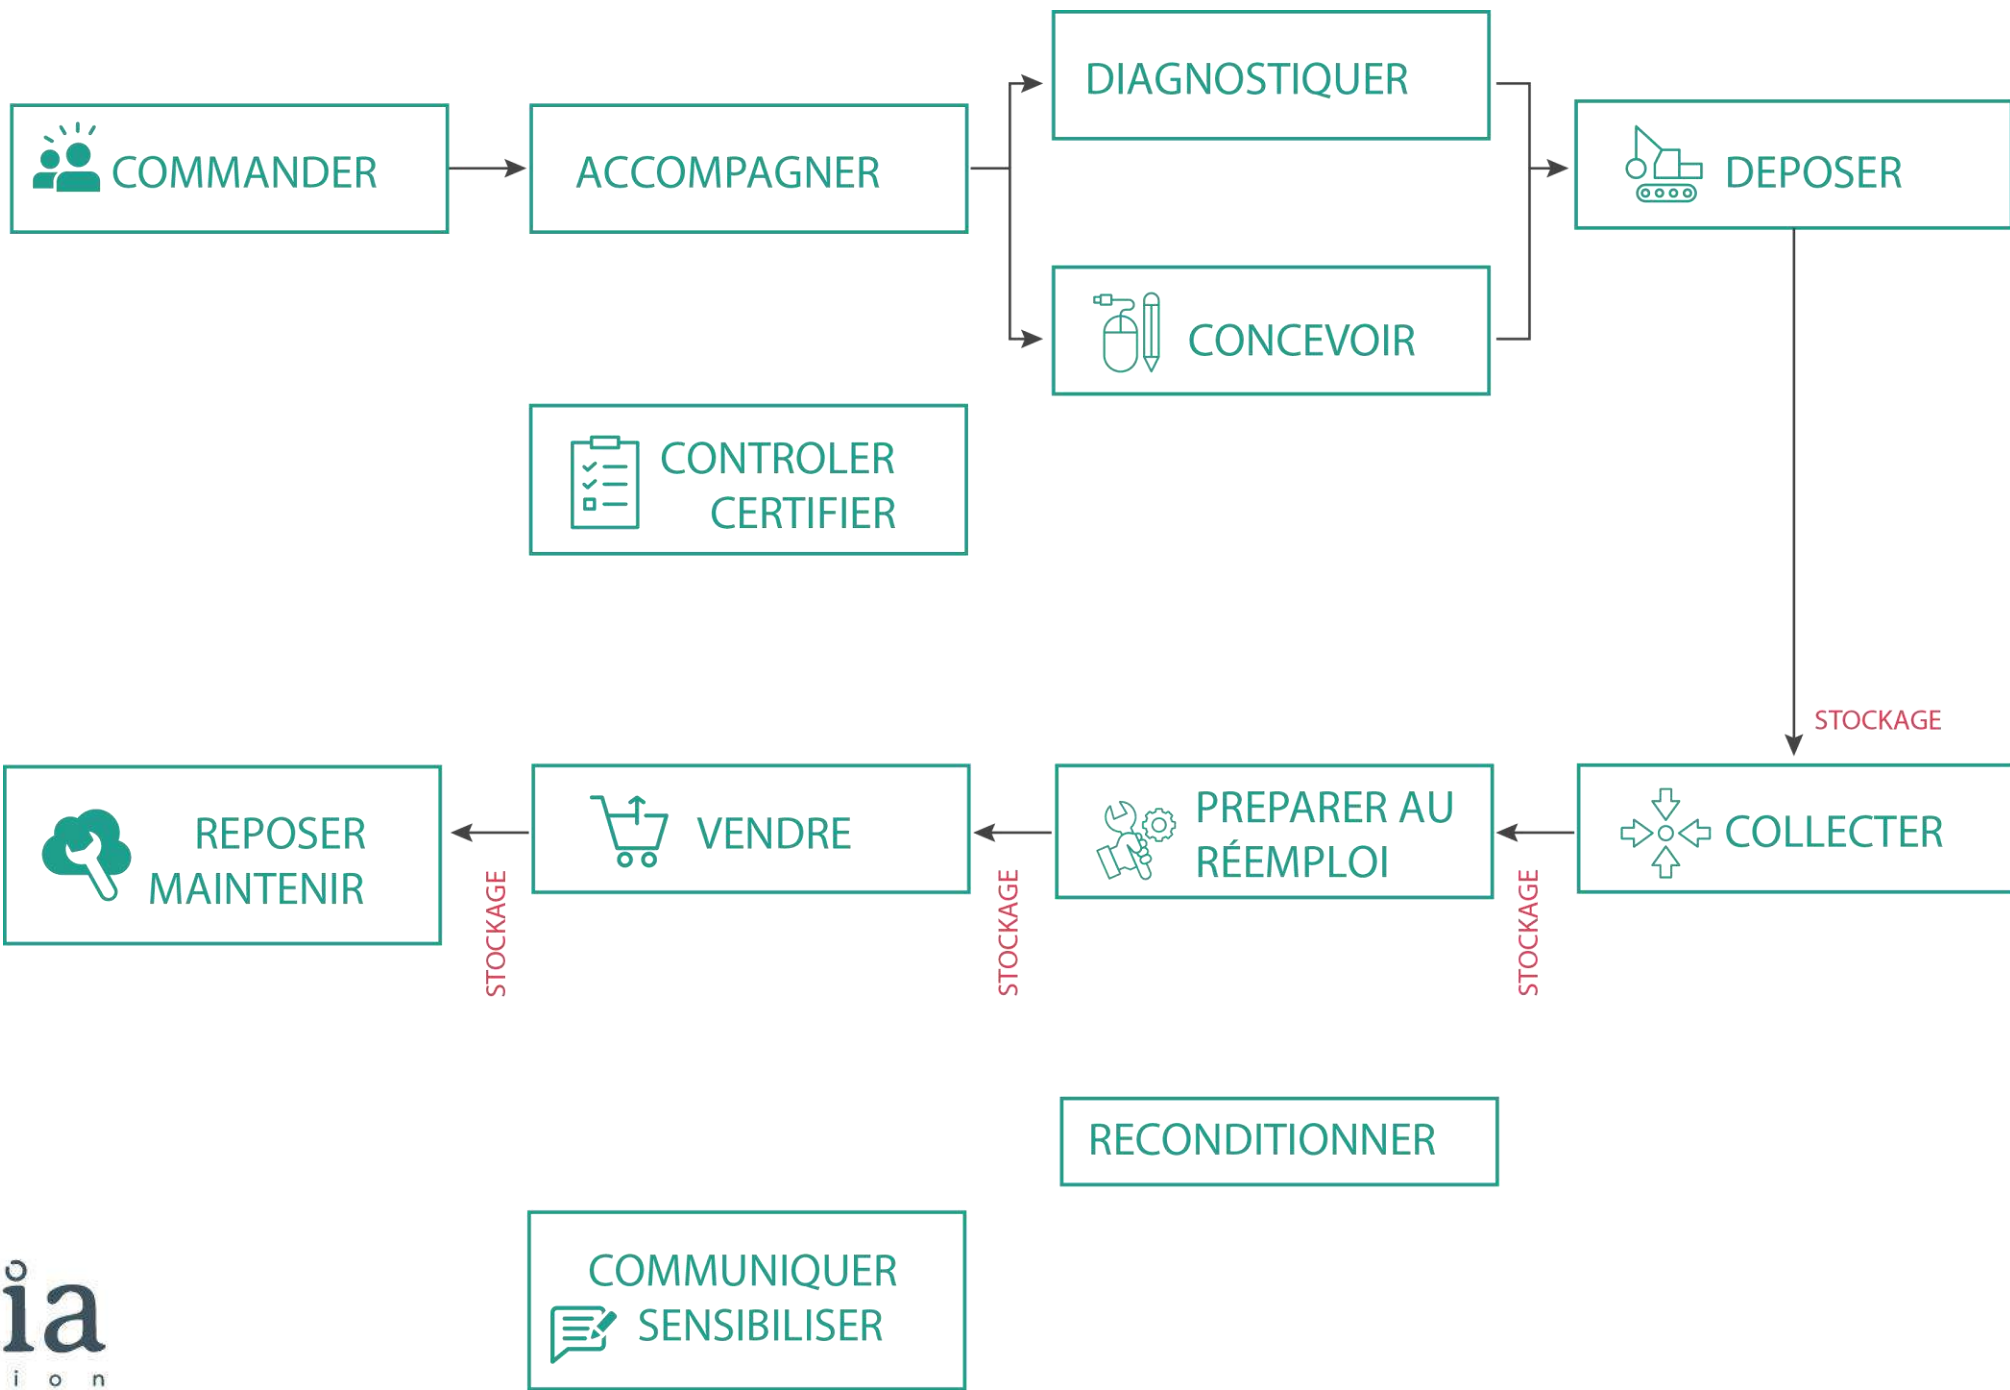 DIAGNOSTIQUER
COMMANDER
ACCOMPAGNER
DEPOSER
CONCEVOIR
CONTROLER
CERTIFIER
STOCKAGE
REPOSER
MAINTENIR
VENDRE
PREPARER AU
RÉEMPLOI
COLLECTER
STOCKAGE
STOCKAGE
STOCKAGE
RECONDITIONNER
COMMUNIQUER
SENSIBILISER
ia
ion